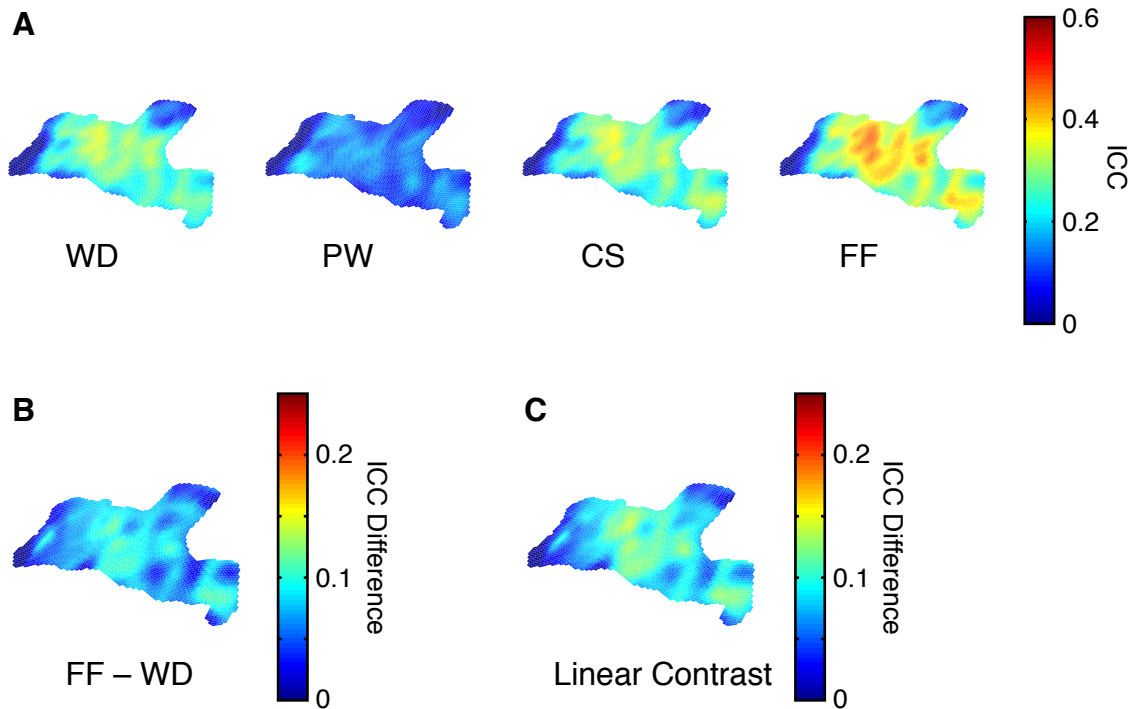 A
0.6
0.4
0.2
0
ICC
WD
PW
CS
FF
B
0.2
0.1
0
ICC Difference
FF – WD
C
0.2
0.1
0
ICC Difference
Linear Contrast